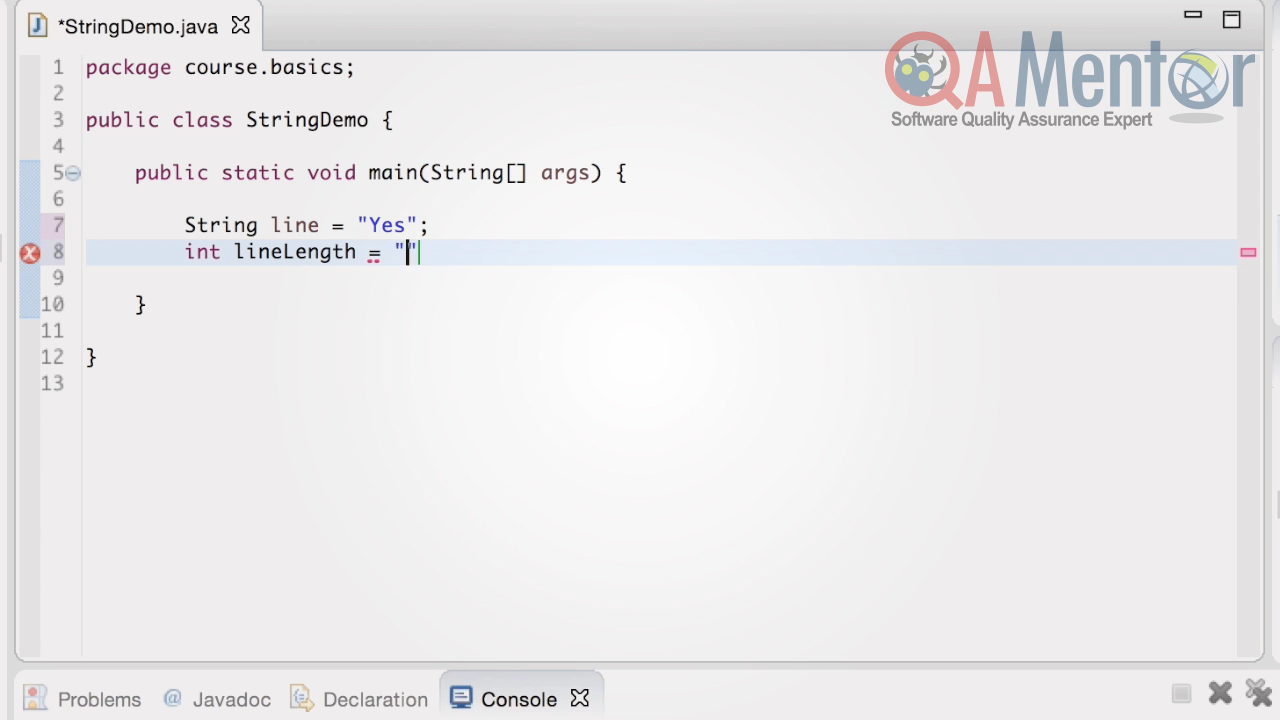 *StringDemo.java
QA Mentor
Software Quality Assurance Expert
1 package course.basics;
2
3 public class StringDemo {
4
5 public static void main(String[] args) {
6
7 String line = "Yes";
8 int lineLength = ""
9
10 }
11
12 }
13
Problems @ Javadoc Declaration Console